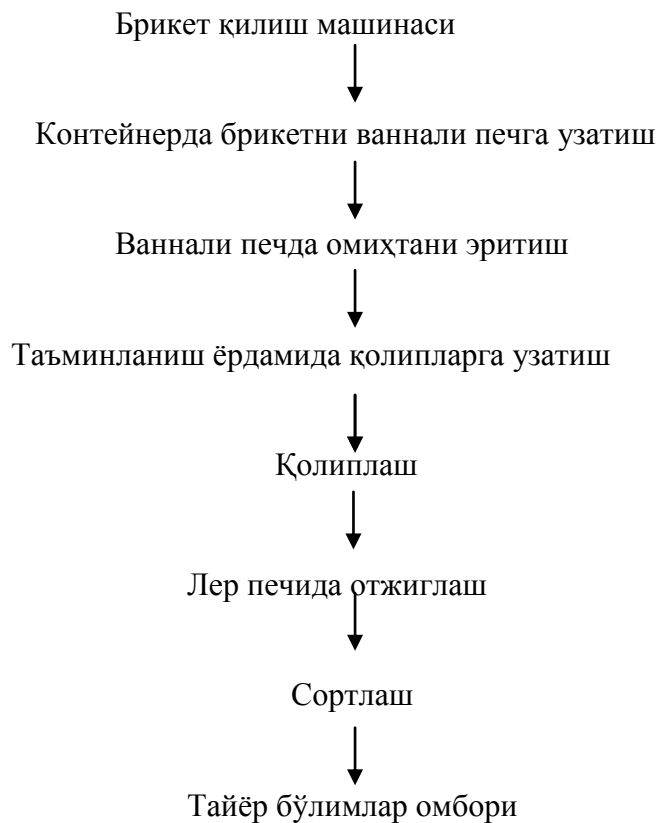 Брикет қилиш машинаси
Контейнерда брикетни ваннали печга узатиш
Ваннали печда омихтани эритиш
Таъминланиш ёрдамида қолипларга узатиш
Қолиплаш
Лер печида отжиглаш
Сортлаш
Тайёр бўлимлар омбори